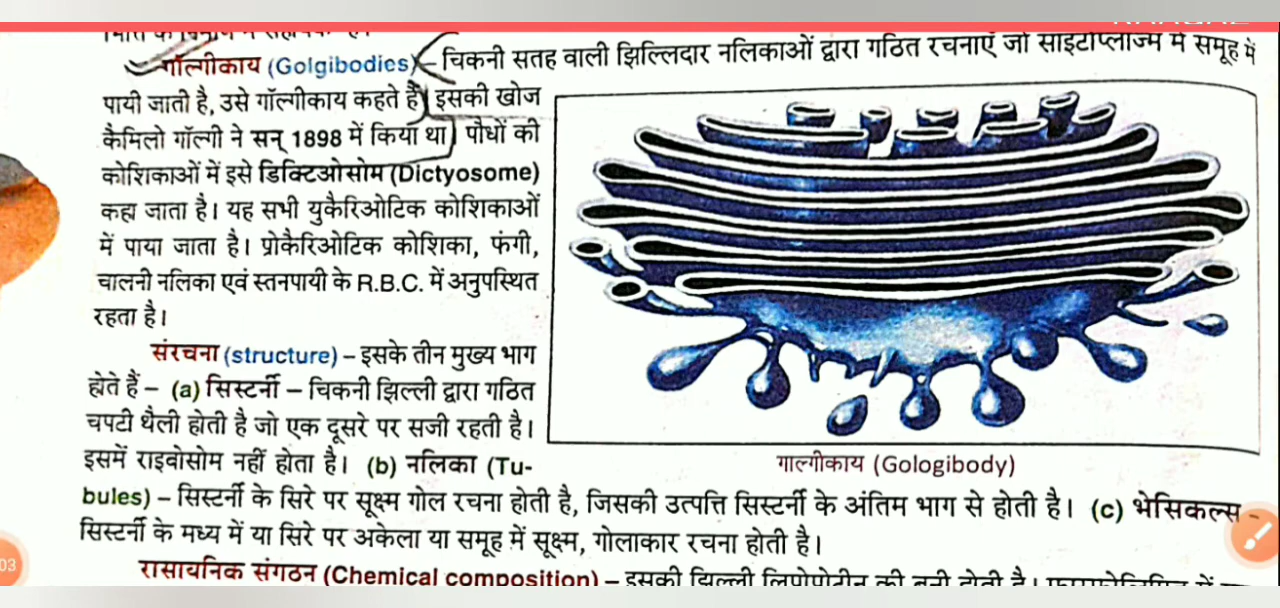 गॉल्गीकाय (Golgibodies) – चिकनी सतह वाली झिल्लिदार नलिकाओं द्वारा गठित रचनाएँ जो साइटोप्लाज्म में समूह में
पायी जाती है, उसे गॉल्गीकाय कहते हैं। इसकी खोज
कैमिलो गॉल्गी ने सन् 1898 में किया था। पौधों की
कोशिकाओं में इसे डिक्टिओसोम (Dictyosome)
कहा जाता है। यह सभी युकैरिओटिक कोशिकाओं
में पाया जाता है। प्रोकैरिओटिक कोशिका, फंगी,
चालनी नलिका एवं स्तनपायी के R.B.C. में अनुपस्थित
रहता है।
संरचना (structure) – इसके तीन मुख्य भाग
होते हैं – (a) सिस्टर्नी – चिकनी झिल्ली द्वारा गठित
चपटी थैली होती है जो एक दूसरे पर सजी रहती है।
इसमें राइवोसोम नहीं होता है। (b) नलिका (Tu-
गाल्गीकाय (Gologibody)
bules) – सिस्टर्नी के सिरे पर सूक्ष्म गोल रचना होती है, जिसकी उत्पत्ति सिस्टर्नी के अंतिम भाग से होती है। (c) भेसिकल्स –
सिस्टर्नी के मध्य में या सिरे पर अकेला या समूह में सूक्ष्म, गोलाकार रचना होती है।
रासायनिक संगठन (Chemical composition) – इसकी झिल्ली
03